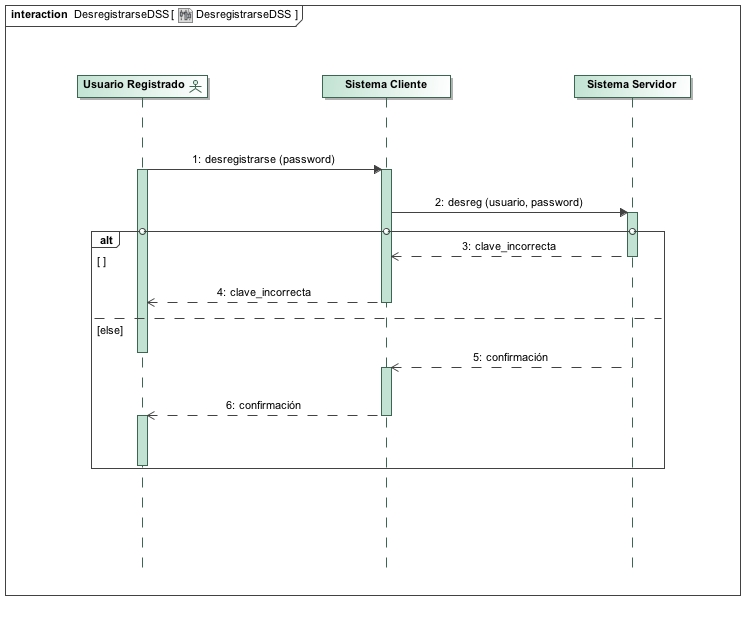 interaction DesregistrarseDSS [ DesregistrarseDSS ]
Usuario Registrado
Sistema Cliente
Sistema Servidor
1: desregistrarse (password)
2: desreg (usuario, password)
alt
[ ]
3: clave_incorrecta
4: clave_incorrecta
[else]
5: confirmación
6: confirmación